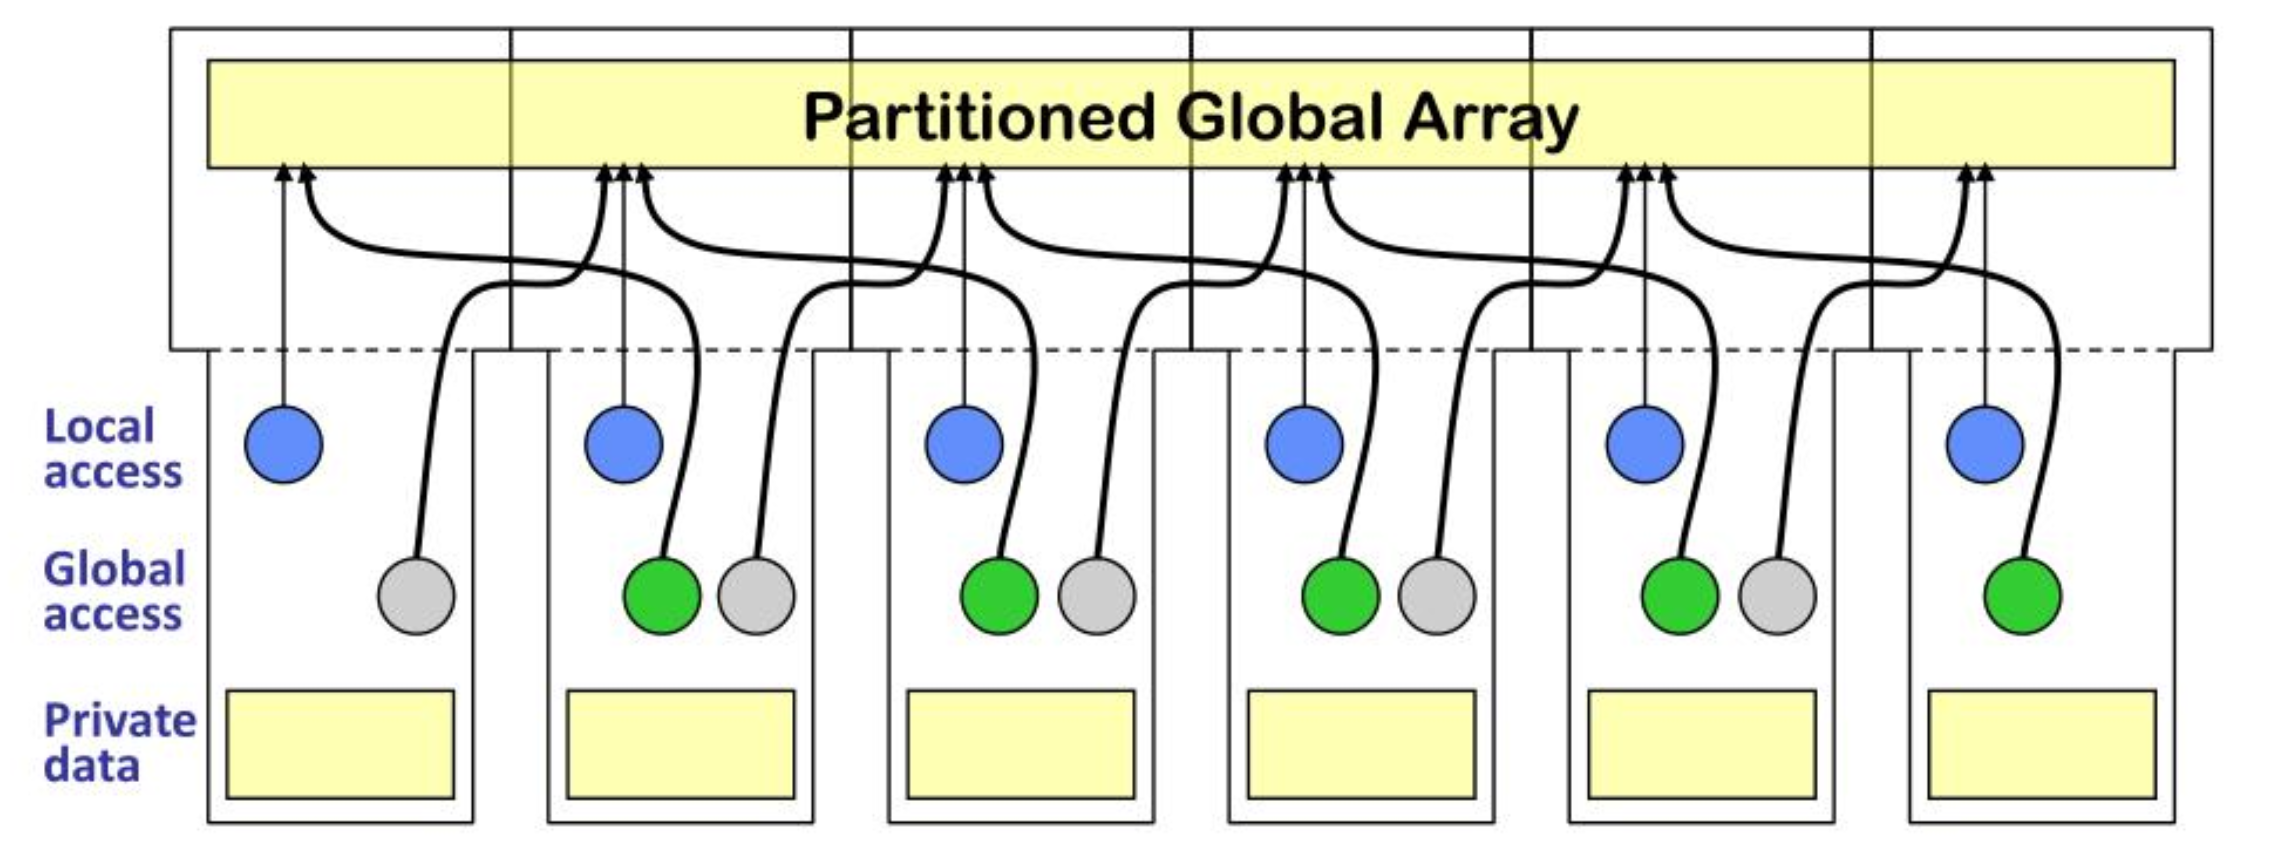 Partitioned Global Array
Local
access
Global
access
Private
data